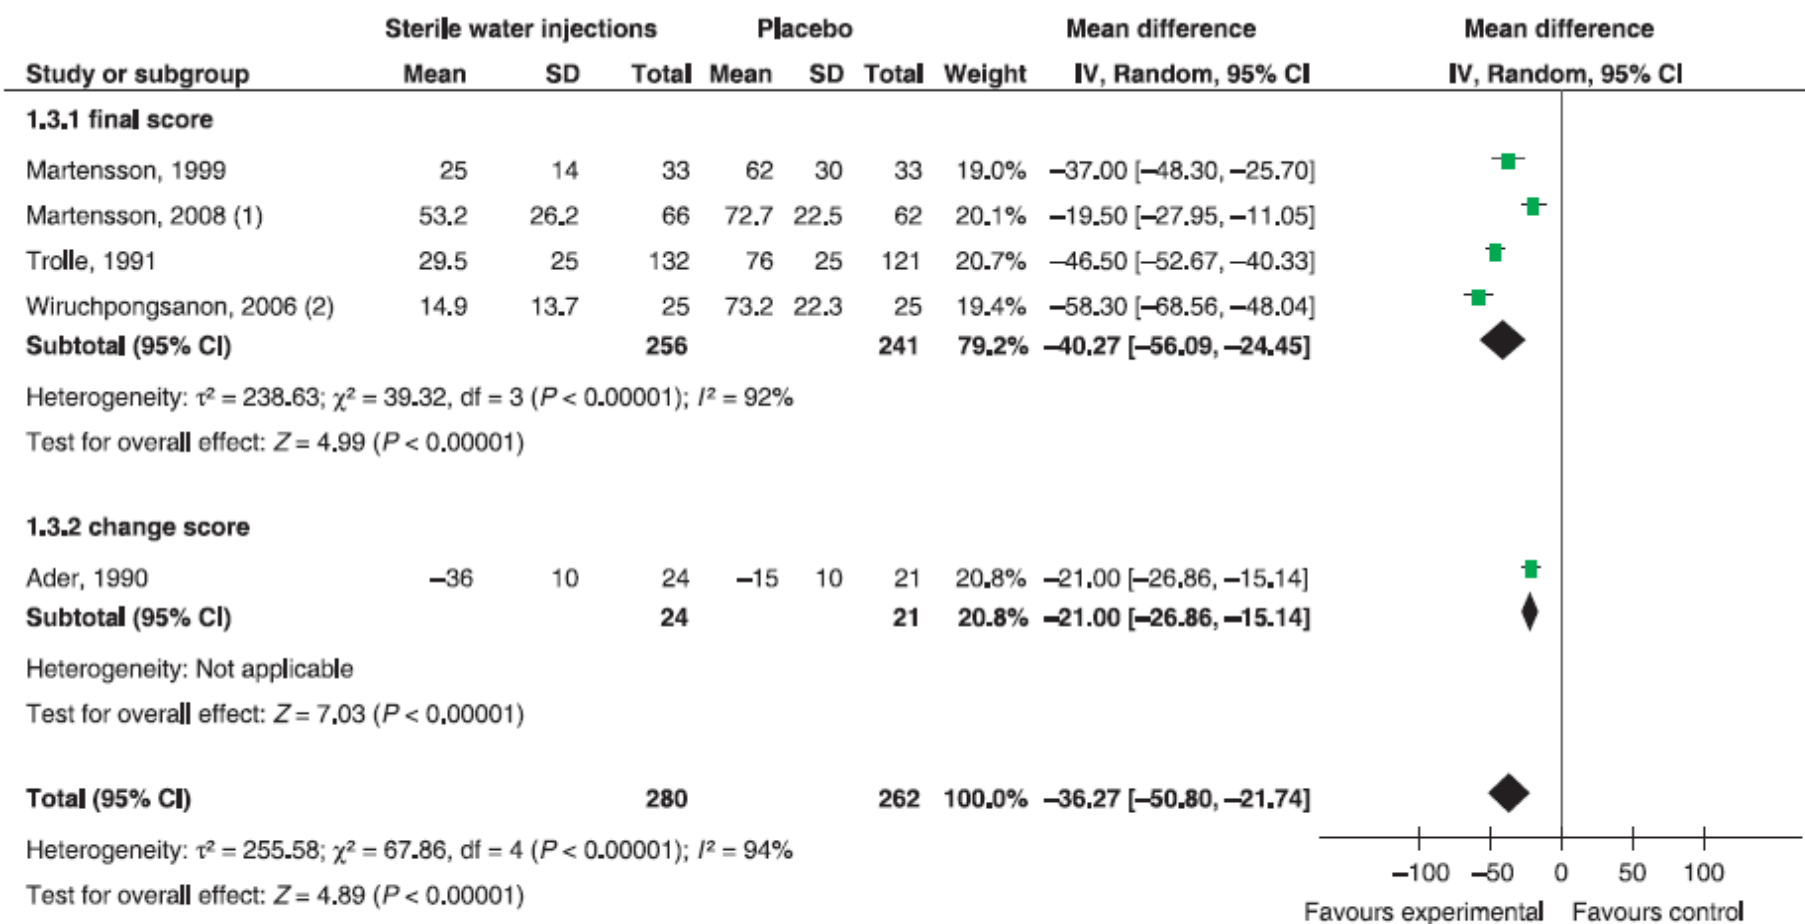 Sterile water injections Placebo Mean difference Mean difference
Study or subgroup Mean SD Total Mean SD Total Weight IV, Random, 95% CI IV, Random, 95% CI
1.3.1 final score
Martensson, 1999 25 14 33 62 30 33 19.0% –37.00 [–48.30, –25.70]
Martensson, 2008 (1) 53.2 26.2 66 72.7 22.5 62 20.1% –19.50 [–27.95, –11.05]
Trolle, 1991 29.5 25 132 76 25 121 20.7% –46.50 [–52.67, –40.33]
Wiruchpongsanon, 2006 (2) 14.9 13.7 25 73.2 22.3 25 19.4% –58.30 [–68.56, –48.04]
Subtotal (95% CI) 256 241 79.2% –40.27 [–56.09, –24.45]
Heterogeneity: τ² = 238.63; χ² = 39.32, df = 3 (P < 0.00001); I² = 92%
Test for overall effect: Z = 4.99 (P < 0.00001)
1.3.2 change score
Ader, 1990 –36 10 24 –15 10 21 20.8% –21.00 [–26.86, –15.14]
Subtotal (95% CI) 24 21 20.8% –21.00 [–26.86, –15.14]
Heterogeneity: Not applicable
Test for overall effect: Z = 7.03 (P < 0.00001)
Total (95% CI) 280 262 100.0% –36.27 [–50.80, –21.74]
Heterogeneity: τ² = 255.58; χ² = 67.86, df = 4 (P < 0.00001); I² = 94%
Test for overall effect: Z = 4.89 (P < 0.00001)
–100 –50 0 50 100
Favours experimental Favours control